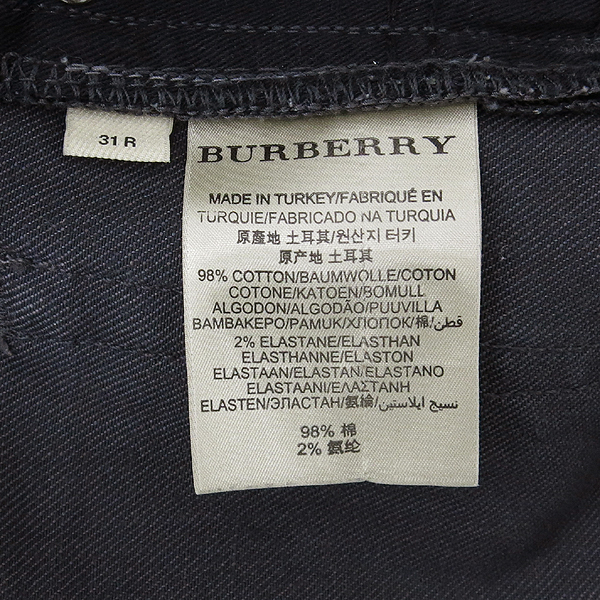 31 R
BURBERRY
MADE IN TURKEY/FABRIQUÉ EN
TURQUIE/FABRICADO NA TURQUIA
原產地 土耳其/원산지 터키
原产地 土耳其
98% COTTON/BAUMWOLLE/COTON
COTONE/KATOEN/BOMULL
ALGODON/ALGODÃO/PUUVILLA
BAMBAKEPO/PAMUK/ХЛОПОК/棉/قطن
2% ELASTANE/ELASTHAN
ELASTHANNE/ELASTON
ELASTAAN/ELASTAN/ELASTANO
ELASTAANI/ΕΛΑΣΤΑΝΗ
ELASTEN/ЭЛАСТАН/氨綸/نسيج ايلاستين
98% 棉
2% 氨纶